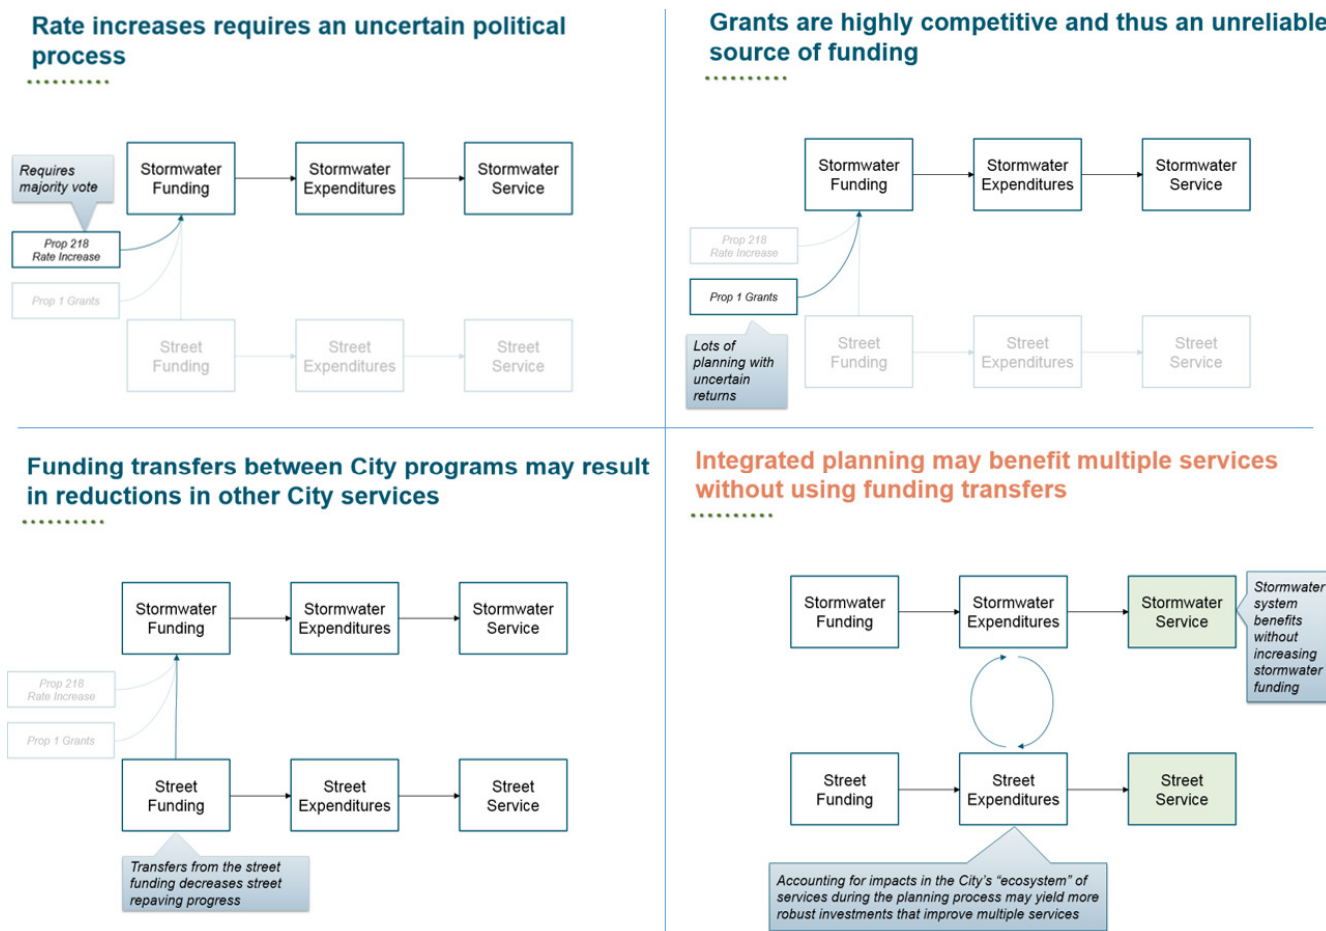 Rate increases requires an uncertain political
process
Requires
majority vote
Stormwater
Funding
Stormwater
Expenditures
Stormwater
Service
Prop 218
Rate Increase
Prop 1 Grants
Street
Funding
Street
Expenditures
Street
Service
Grants are highly competitive and thus an unreliable
source of funding
Stormwater
Funding
Stormwater
Expenditures
Stormwater
Service
Prop 218
Rate Increase
Prop 1 Grants
Lots of
planning with
uncertain
returns
Street
Funding
Street
Expenditures
Street
Service
Funding transfers between City programs may result
in reductions in other City services
Stormwater
Funding
Stormwater
Expenditures
Stormwater
Service
Prop 218
Rate Increase
Prop 1 Grants
Street
Funding
Street
Expenditures
Street
Service
Transfers from the street
funding decreases street
repaving progress
Integrated planning may benefit multiple services
without using funding transfers
Stormwater
Funding
Stormwater
Expenditures
Stormwater
Service
Stormwater
system
benefits
without
increasing
stormwater
funding
Street
Funding
Street
Expenditures
Street
Service
Accounting for impacts in the City's “ecosystem” of
services during the planning process may yield more
robust investments that improve multiple services